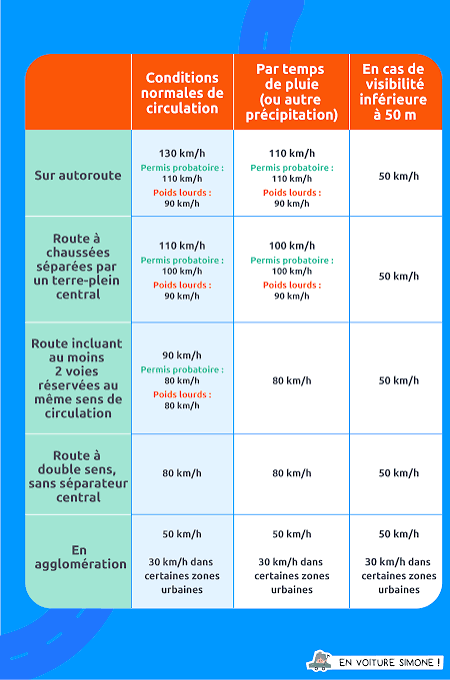 Conditions
normales de
circulation
Par temps
de pluie
(ou autre
précipitation)
En cas de
visibilité
inférieure
à 50 m
Sur autoroute
130 km/h
Permis probatoire :
110 km/h
Poids lourds :
90 km/h
110 km/h
Permis probatoire :
110 km/h
Poids lourds :
90 km/h
50 km/h
Route à
chaussées
séparées par
un terre-plein
central
110 km/h
Permis probatoire :
100 km/h
Poids lourds :
90 km/h
100 km/h
Permis probatoire :
100 km/h
Poids lourds :
90 km/h
50 km/h
Route incluant
au moins
2 voies
réservées au
même sens de
circulation
90 km/h
Permis probatoire :
80 km/h
Poids lourds :
80 km/h
80 km/h
50 km/h
Route à
double sens,
sans séparateur
central
80 km/h
80 km/h
50 km/h
En
agglomération
50 km/h
30 km/h dans
certaines zones
urbaines
50 km/h
30 km/h dans
certaines zones
urbaines
50 km/h
30 km/h dans
certaines zones
urbaines
EN VOITURE SIMONE !